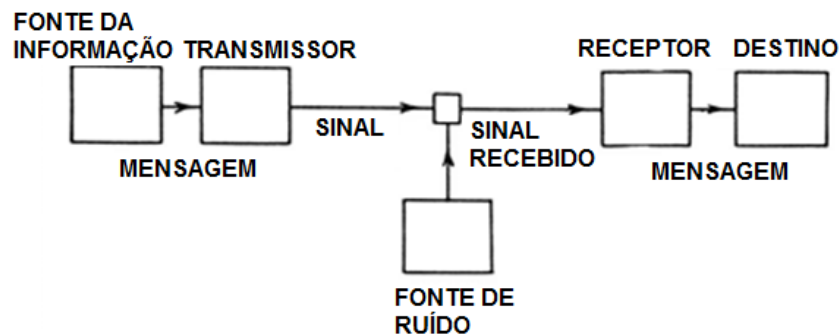 FONTE DA
INFORMAÇÃO TRANSMISSOR
RECEPTOR DESTINO
SINAL
SINAL
RECEBIDO
MENSAGEM
MENSAGEM
FONTE DE
RUÍDO